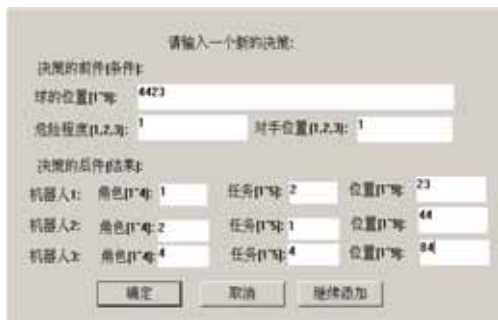 请输入一个新的决策:
决策的前件(条件):
球的位置[1~9]: 4423
危险程度[1,2,3]: 1 对手位置[1,2,3]: 1
决策的后件(结果):
机器人1: 角色[1~4]: 1 任务[1~5]: 2 位置[1~9]: 23
机器人2: 角色[1~4]: 2 任务[1~5]: 1 位置[1~9]: 44
机器人3: 角色[1~4]: 4 任务[1~5]: 4 位置[1~9]: 84
确定 取消 继续添加